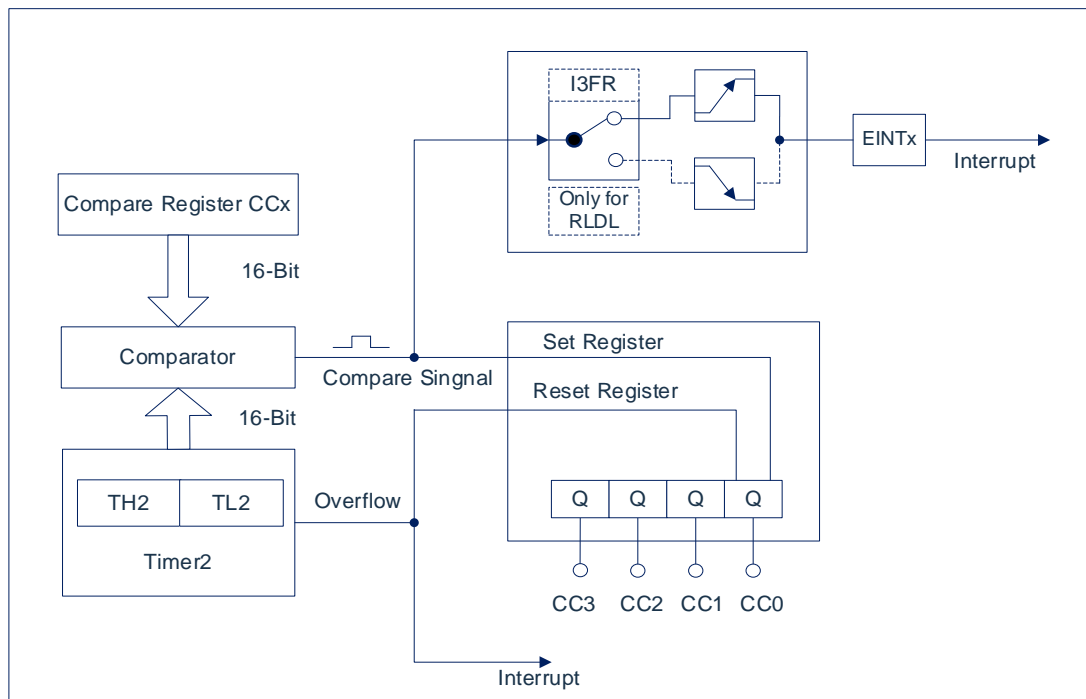 I3FR
Only for
RLDL
EINTx
Interrupt
Compare Register CCx
16-Bit
Comparator
Compare Singnal
Set Register
Reset Register
16-Bit
TH2
TL2
Timer2
Overflow
Q
Q
Q
Q
CC3
CC2
CC1
CC0
Interrupt